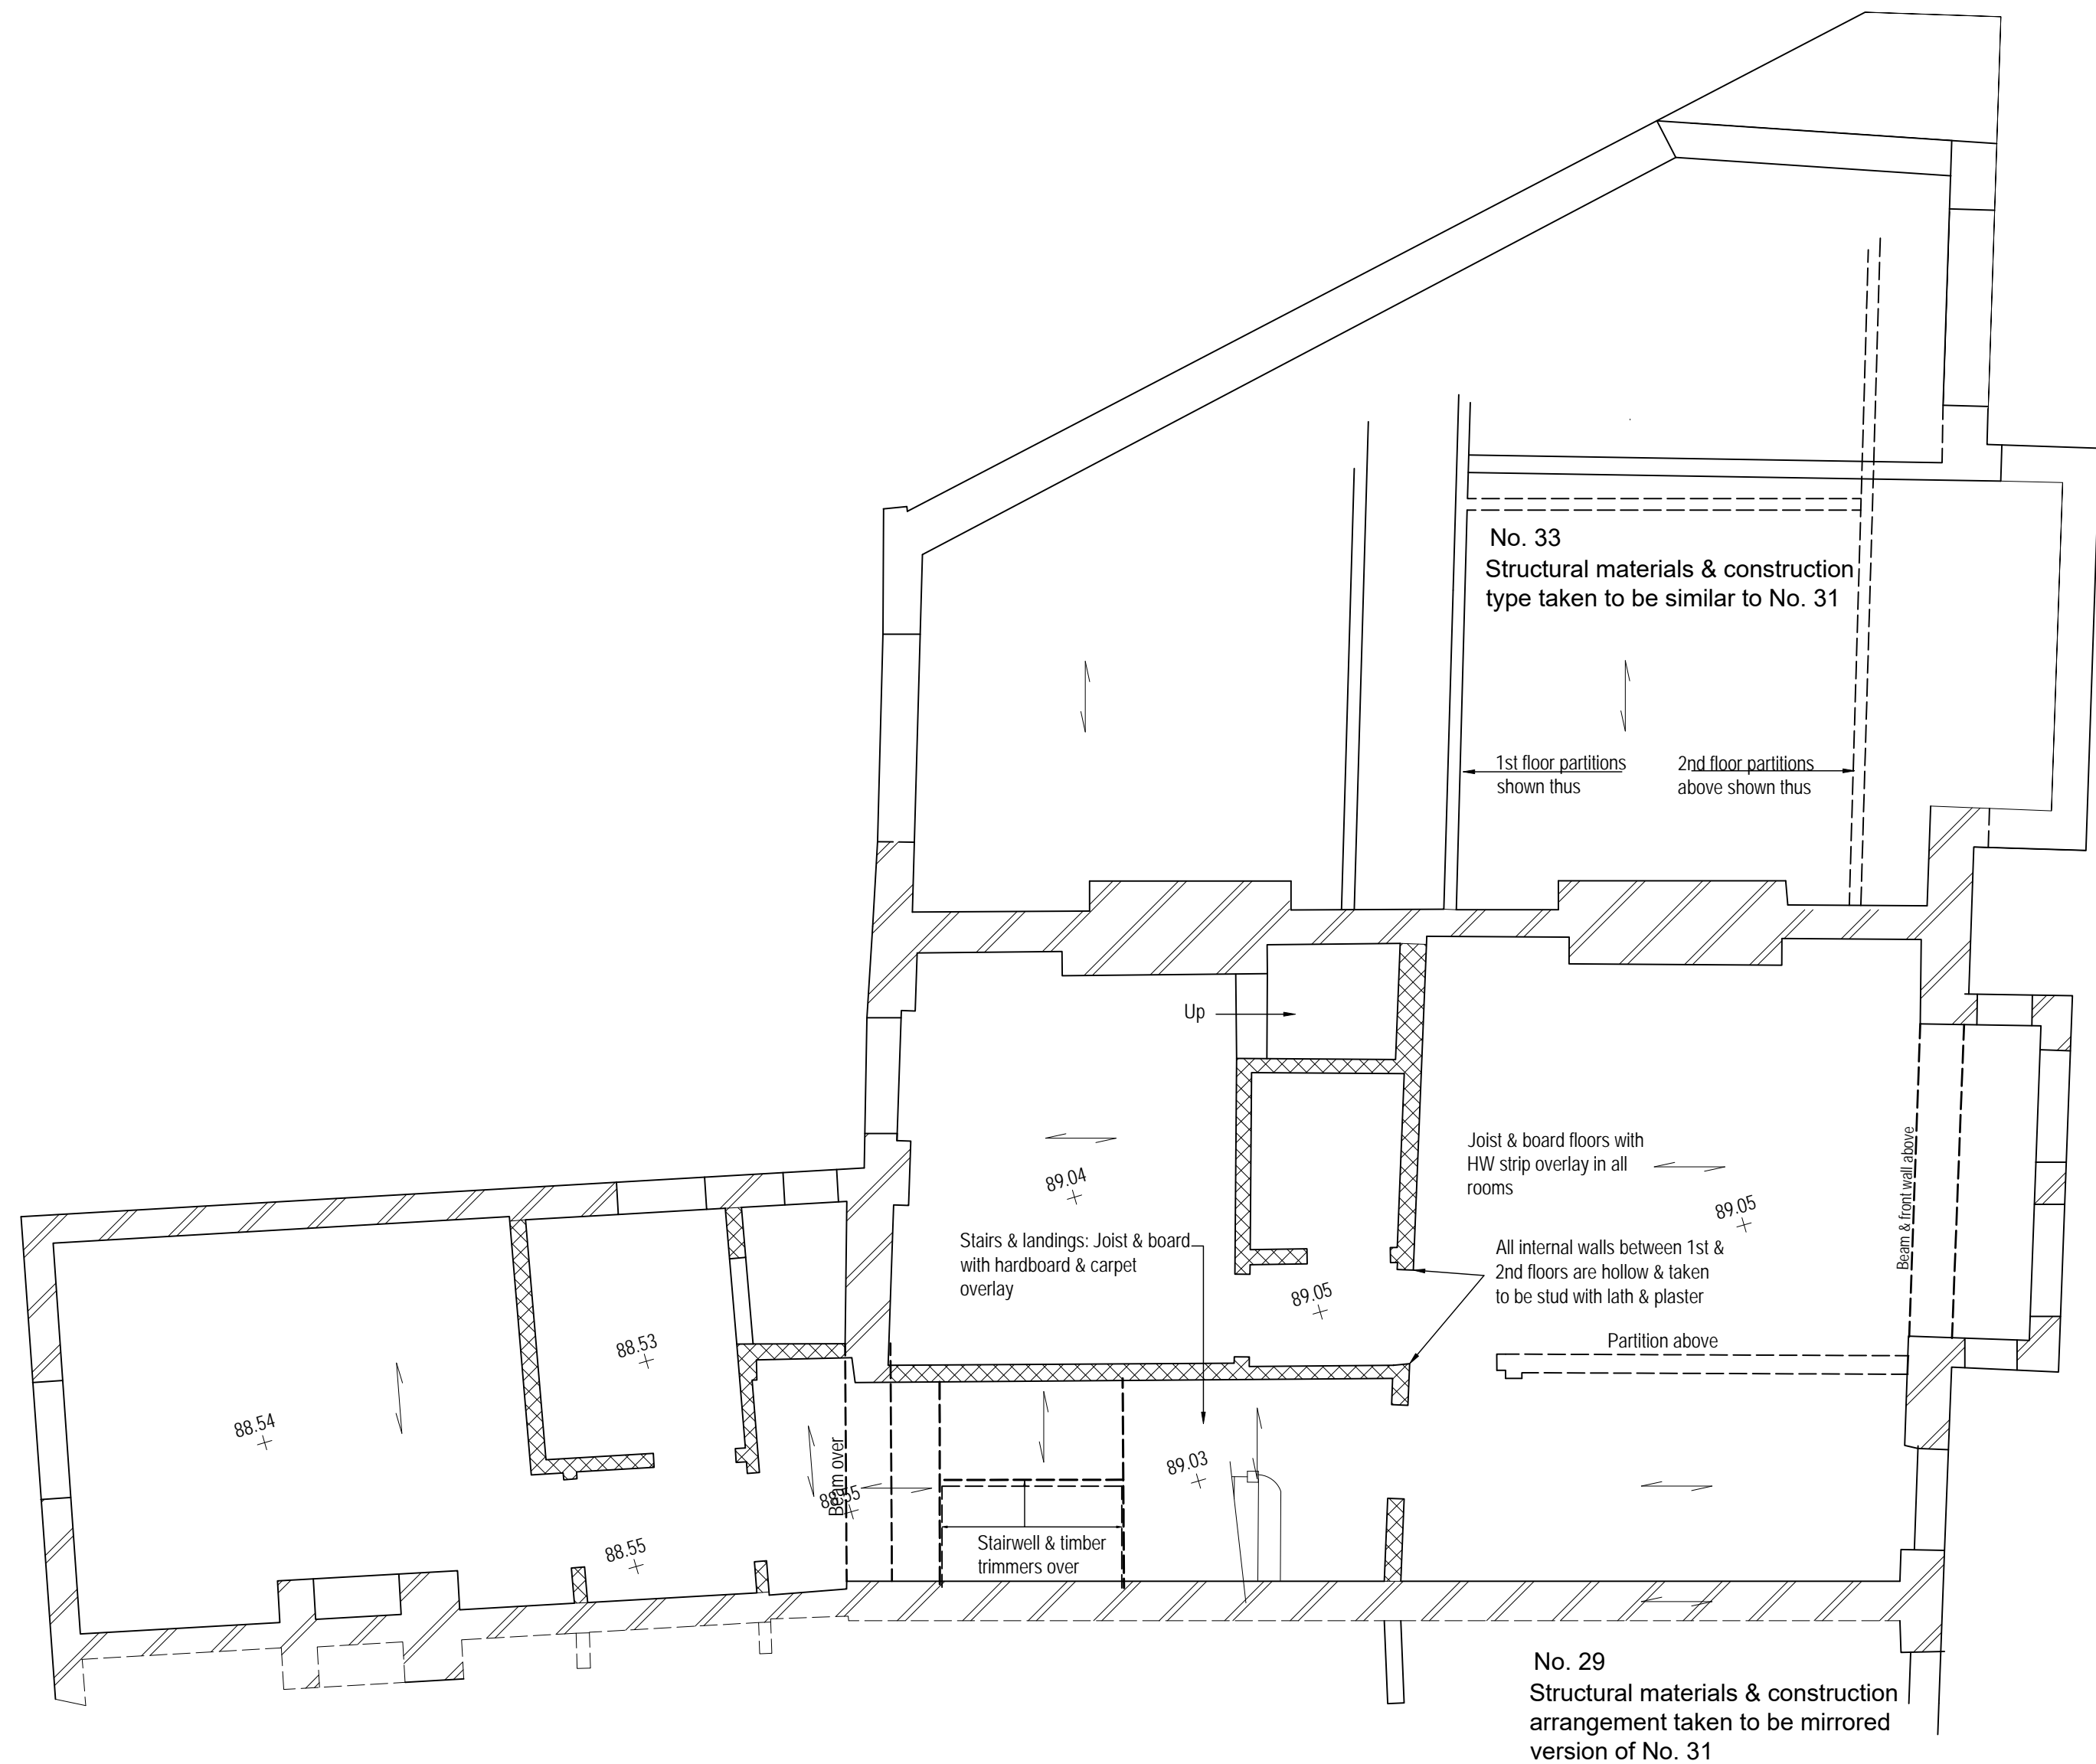 No. 33
Structural materials & construction
type taken to be similar to No. 31
1st floor partitions
shown thus
2nd floor partitions
above shown thus
Up
Joist & board floors with
HW strip overlay in all
rooms
89.04
89.05
Beam & front wall above
Stairs & landings: Joist & board
with hardboard & carpet
overlay
All internal walls between 1st &
2nd floors are hollow & taken
to be stud with lath & plaster
89.05
Partition above
88.53
88.54
89.03
Beam over
88.55
88.55
Stairwell & timber
trimmers over
No. 29
Structural materials & construction
arrangement taken to be mirrored
version of No. 31